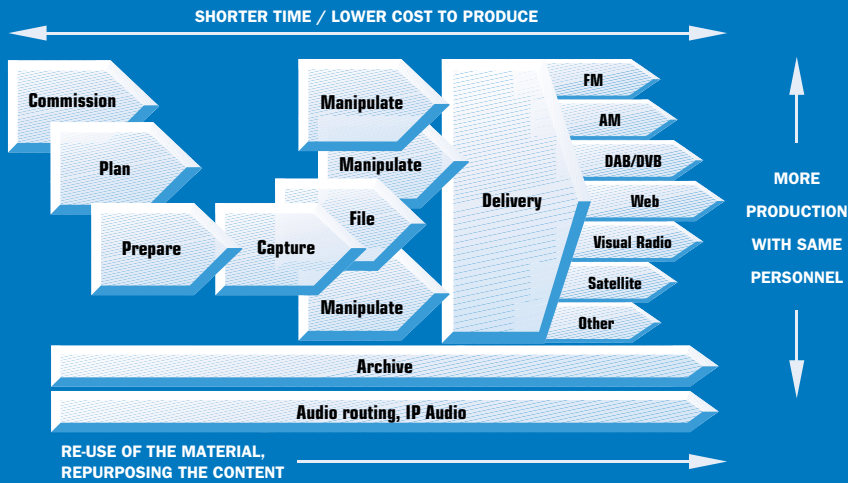 SHORTER TIME / LOWER COST TO PRODUCE
Commission
Plan
Prepare
Capture
Manipulate
Manipulate
File
Manipulate
Delivery
FM
AM
DAB/DVB
Web
Visual Radio
Satellite
Other
MORE
PRODUCTION
WITH SAME
PERSONNEL
Archive
Audio routing, IP Audio
RE-USE OF THE MATERIAL,
REPURPOSING THE CONTENT